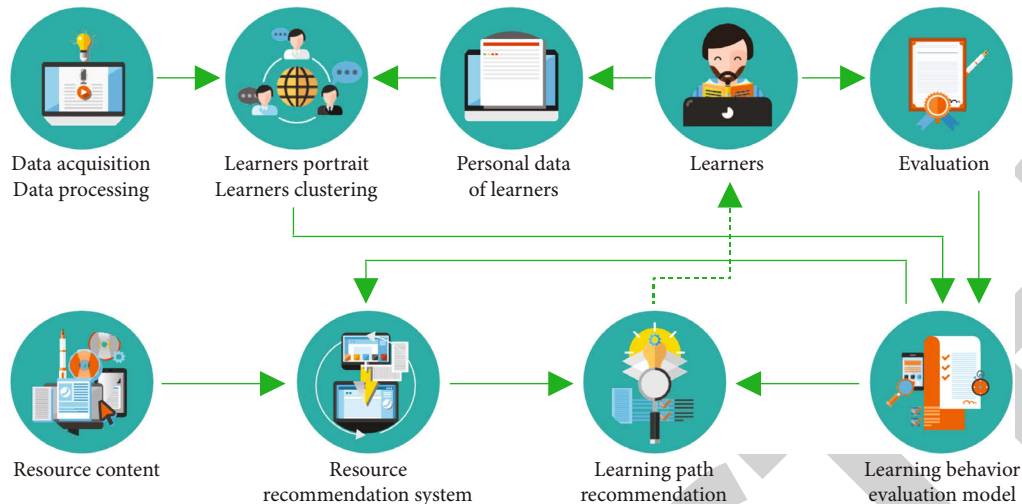 Data acquisition
Data processing
Learners portrait
Learners clustering
Personal data
of learners
Learners
Evaluation
Resource content
Resource
recommendation system
Learning path
recommendation
Learning behavior
evaluation model